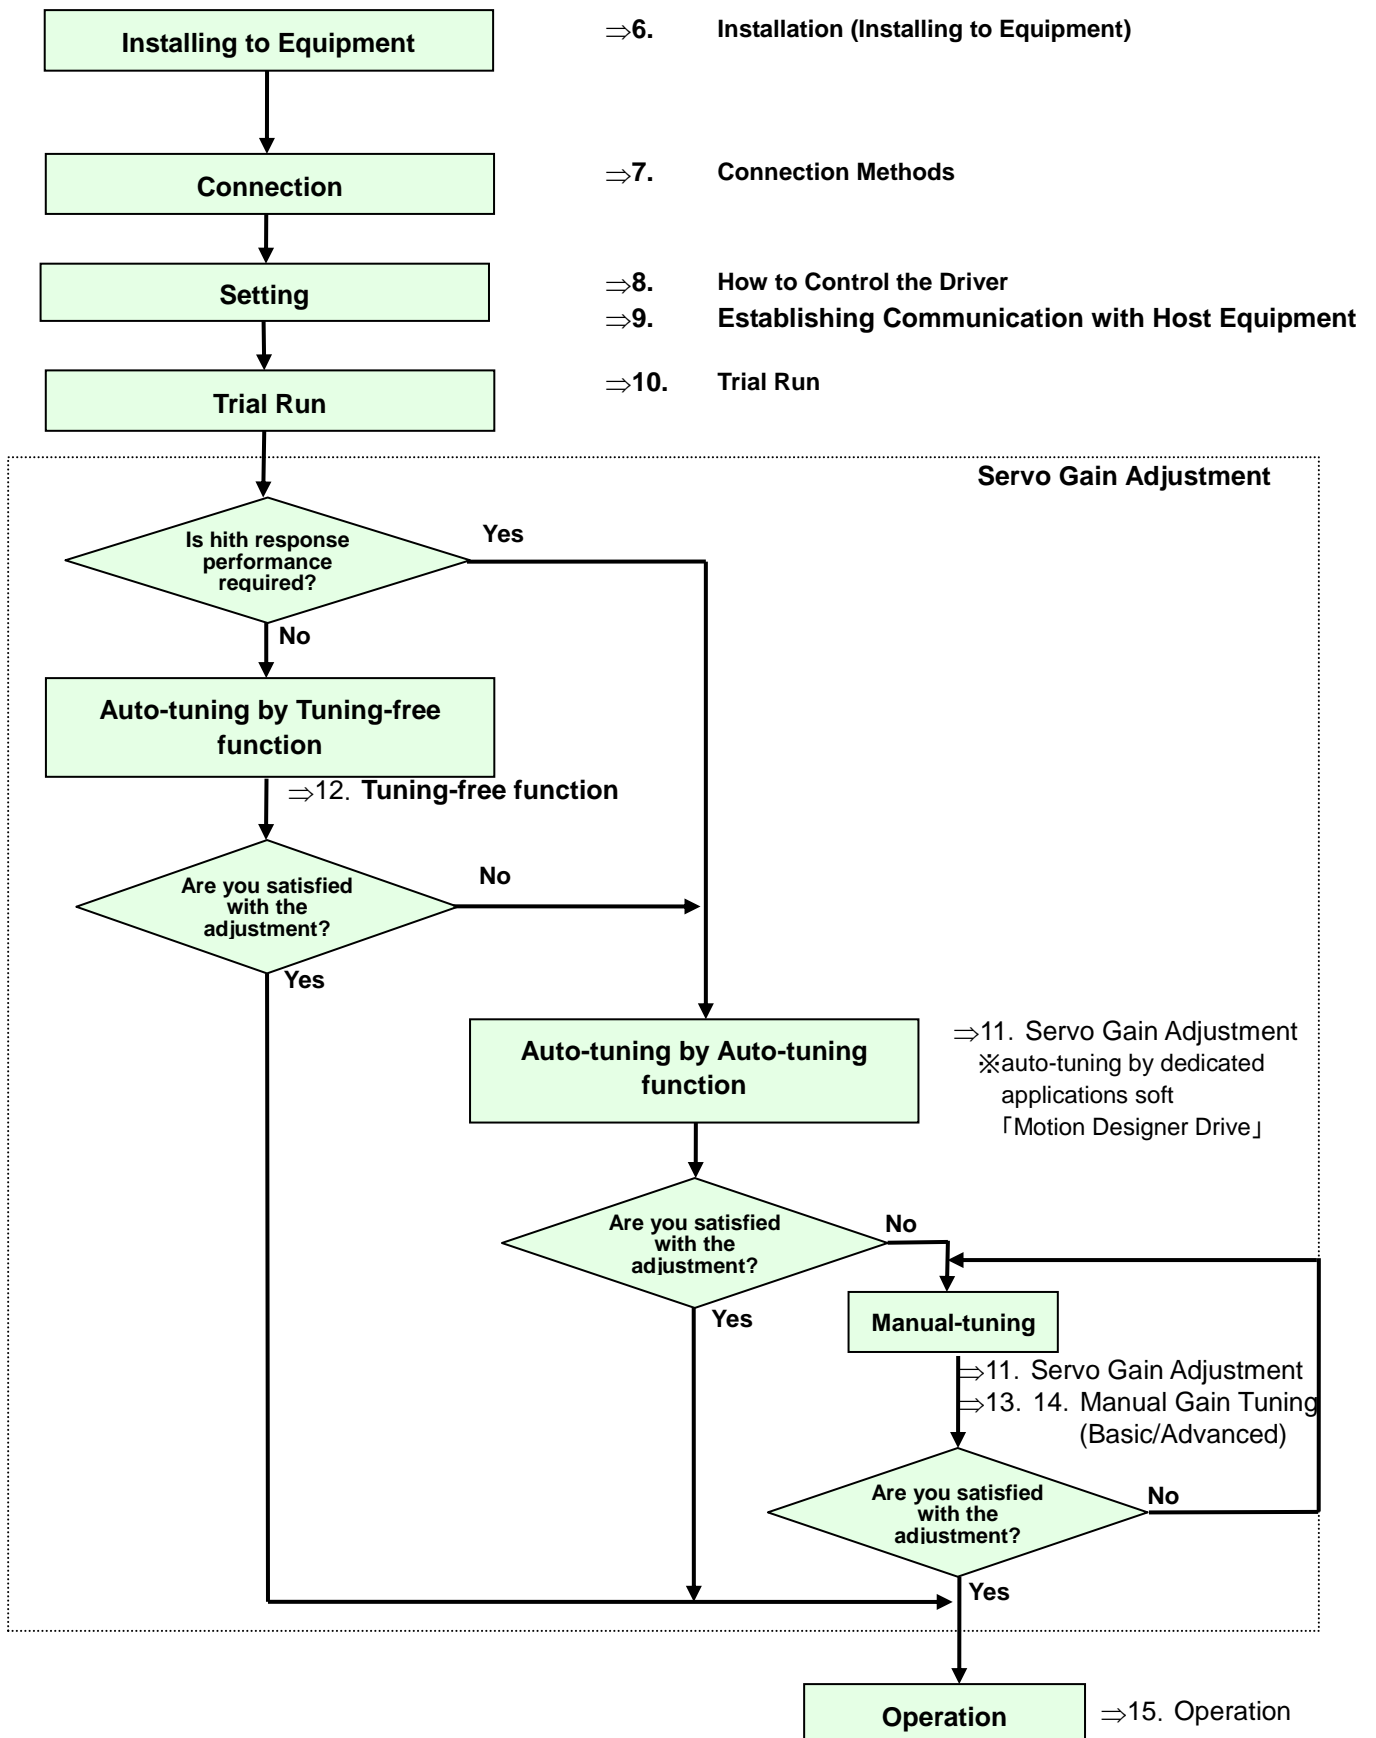 Installing to Equipment
⇒6. Installation (Installing to Equipment)
Connection
⇒7. Connection Methods
Setting
⇒8. How to Control the Driver
⇒9. Establishing Communication with Host Equipment
Trial Run
⇒10. Trial Run
Servo Gain Adjustment
Is hith response
performance
required?
Yes
No
Auto-tuning by Tuning-free
function
⇒12. Tuning-free function
Are you satisfied
with the
adjustment?
No
Yes
Auto-tuning by Auto-tuning
function
⇒11. Servo Gain Adjustment
※auto-tuning by dedicated
applications soft
「Motion Designer Drive」
Are you satisfied
with the
adjustment?
No
Yes
Manual-tuning
⇒11. Servo Gain Adjustment
⇒13. 14. Manual Gain Tuning
(Basic/Advanced)
Are you satisfied
with the
adjustment?
No
Yes
Operation
⇒15. Operation